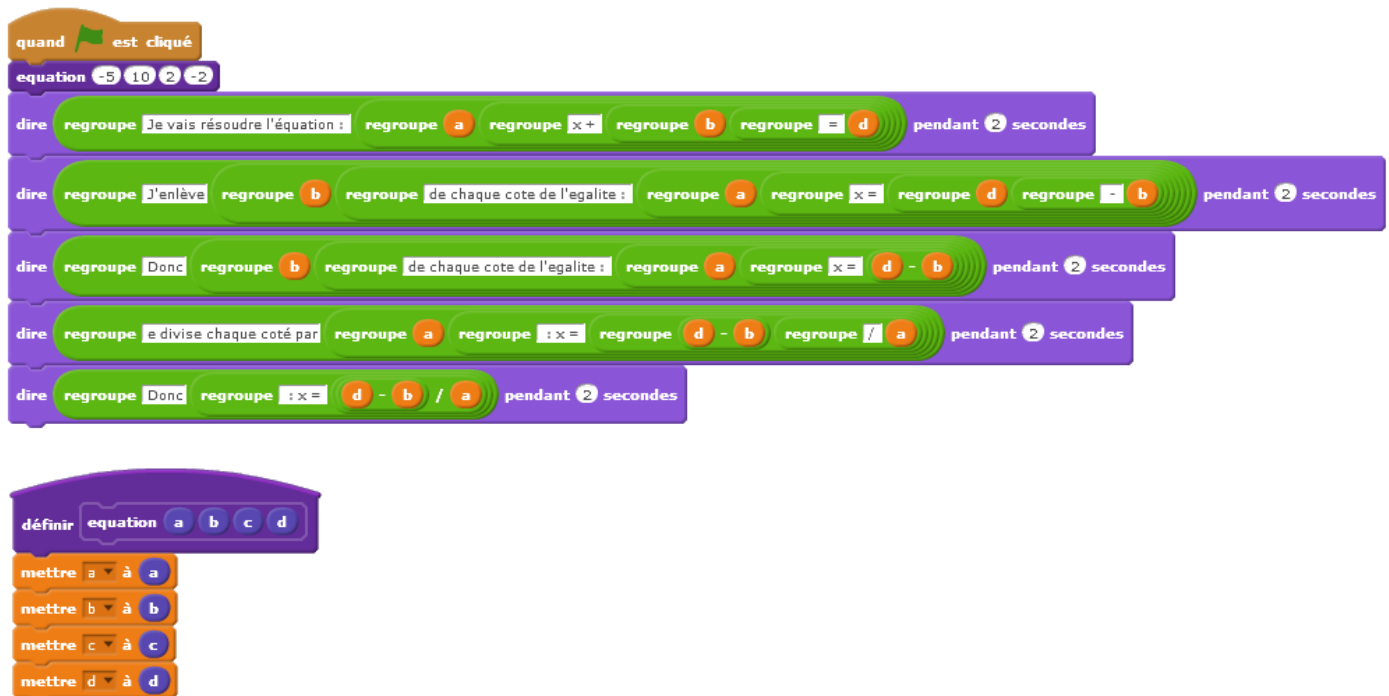 quand est cliqué
equation -5 10 2 -2
dire regroupe Je vais résoudre l'équation : regroupe a regroupe x+ regroupe b regroupe = d pendant 2 secondes
dire regroupe J'enlève regroupe b regroupe de chaque cote de l'egalite : regroupe a regroupe x = regroupe d regroupe - b pendant 2 secondes
dire regroupe Donc regroupe b regroupe de chaque cote de l'egalite : regroupe a regroupe x = d - b pendant 2 secondes
dire regroupe e divise chaque coté par regroupe a regroupe : x = regroupe d - b regroupe / a pendant 2 secondes
dire regroupe Donc regroupe : x = d - b / a pendant 2 secondes
définir equation a b c d
mettre a à a
mettre b à b
mettre c à c
mettre d à d